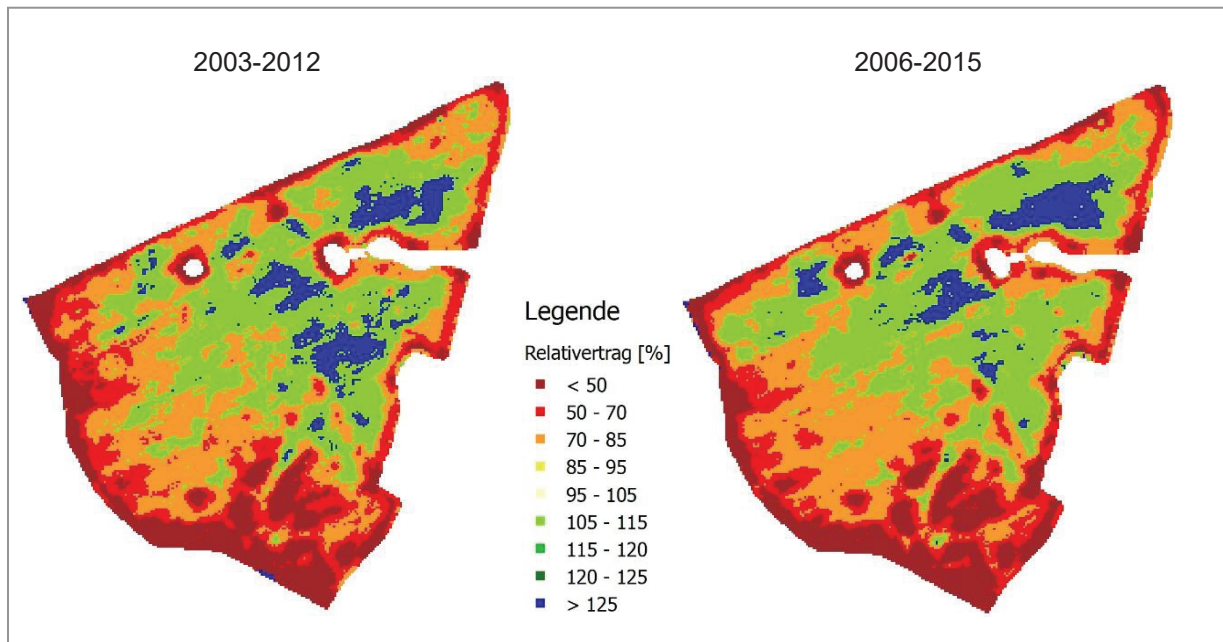 2003-2012
2006-2015
Legende
Relativertrag [%]
< 50
50 - 70
70 - 85
85 - 95
95 - 105
105 - 115
115 - 120
120 - 125
> 125